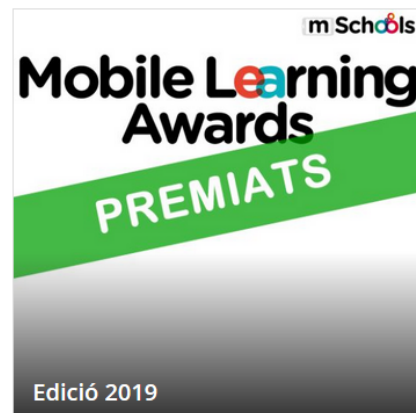 mSchools
Mobile Learning
Awards
PREMIATS
Edició 2019